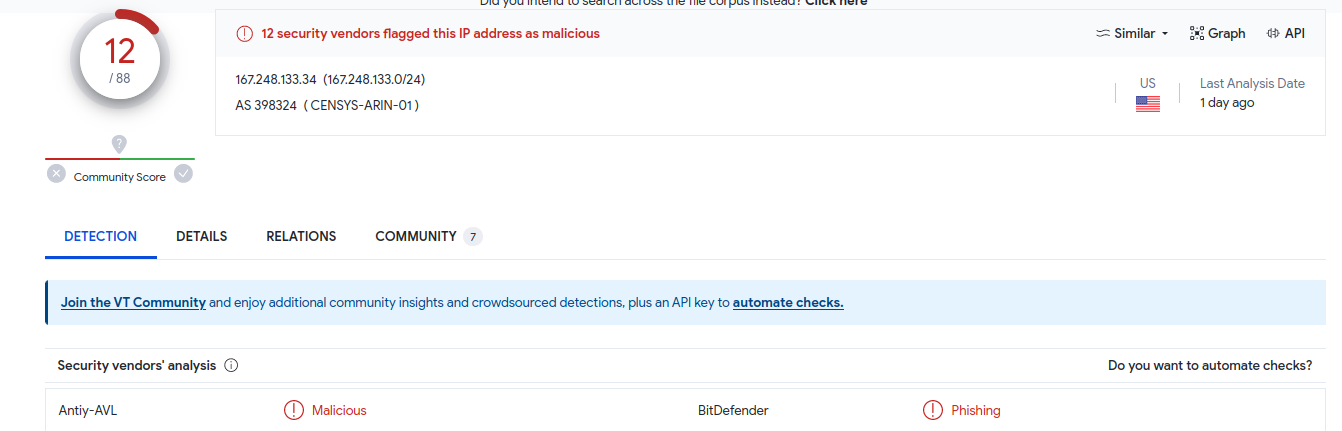 Did you intend to search across the file corpus instead? Click here
12
/ 88
12 security vendors flagged this IP address as malicious
Similar
Graph
API
167.248.133.34 (167.248.133.0/24)
AS 398324 ( CENSYS-ARIN-01 )
US
Last Analysis Date
1 day ago
?
Community Score
DETECTION
DETAILS
RELATIONS
COMMUNITY 7
Join the VT Community and enjoy additional community insights and crowdsourced detections, plus an API key to automate checks.
Security vendors' analysis
Do you want to automate checks?
Antiy-AVL
Malicious
BitDefender
Phishing